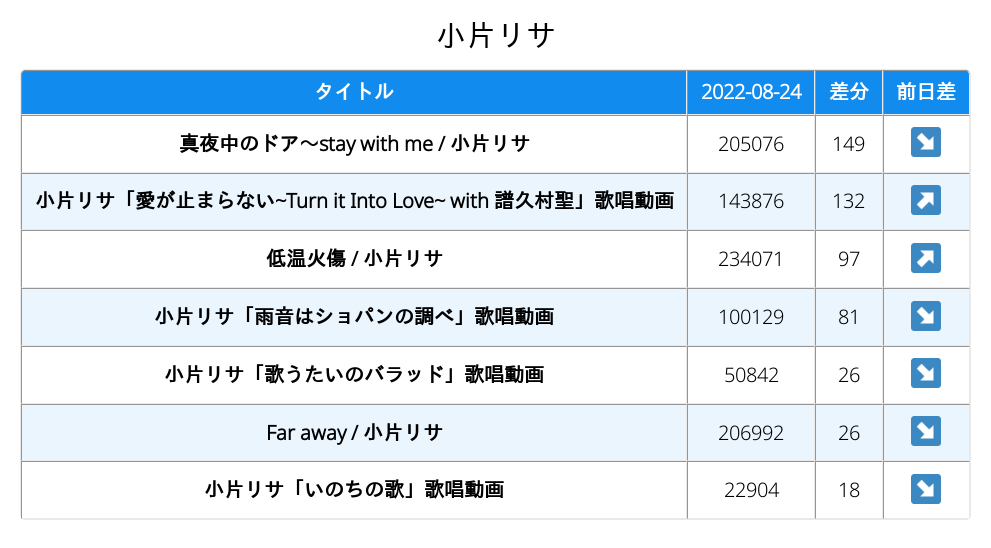 小片リサ
タイトル 2022-08-24 差分 前日差
真夜中のドア〜stay with me / 小片リサ 205076 149 ↘
小片リサ「愛が止まらない~Turn it Into Love~ with 譜久村聖」歌唱動画 143876 132 ↗
低温火傷 / 小片リサ 234071 97 ↗
小片リサ「雨音はショパンの調べ」歌唱動画 100129 81 ↘
小片リサ「歌うたいのバラッド」歌唱動画 50842 26 ↘
Far away / 小片リサ 206992 26 ↘
小片リサ「いのちの歌」歌唱動画 22904 18 ↘